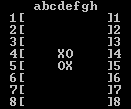 abcdefgh
1[ ]1
2[ ]2
3[ ]3
4[ XO ]4
5[ OX ]5
6[ ]6
7[ ]7
8[ ]8